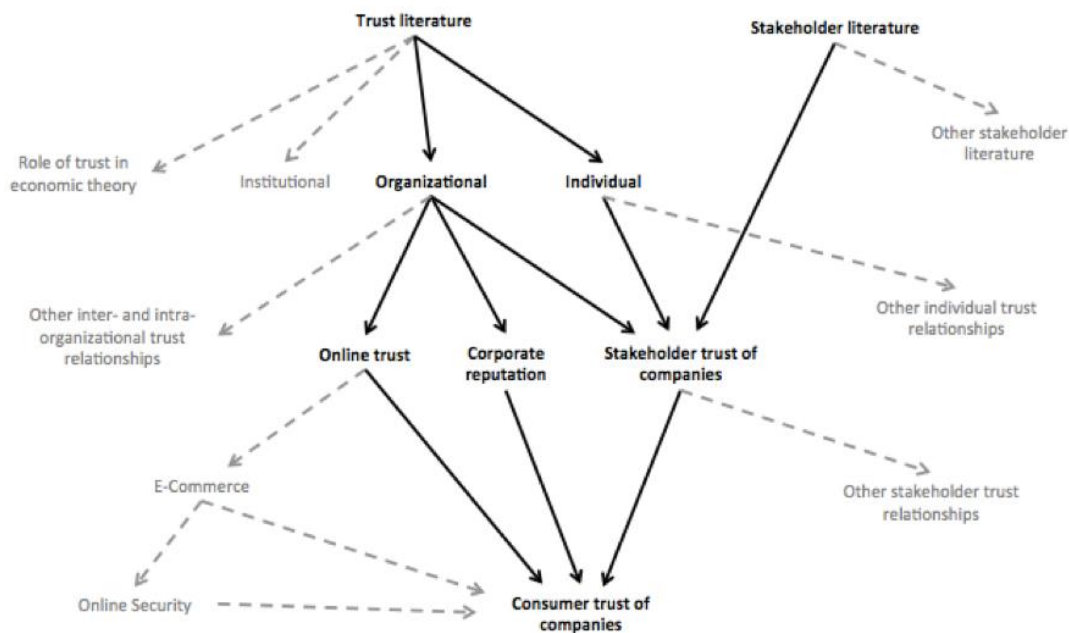 Trust literature
Stakeholder literature
Other stakeholder
literature
Role of trust in
economic theory
Institutional
Organizational
Individual
Other inter- and intra-
organizational trust
relationships
Other individual trust
relationships
Online trust
Corporate
reputation
Stakeholder trust of
companies
E-Commerce
Other stakeholder trust
relationships
Online Security
Consumer trust of
companies